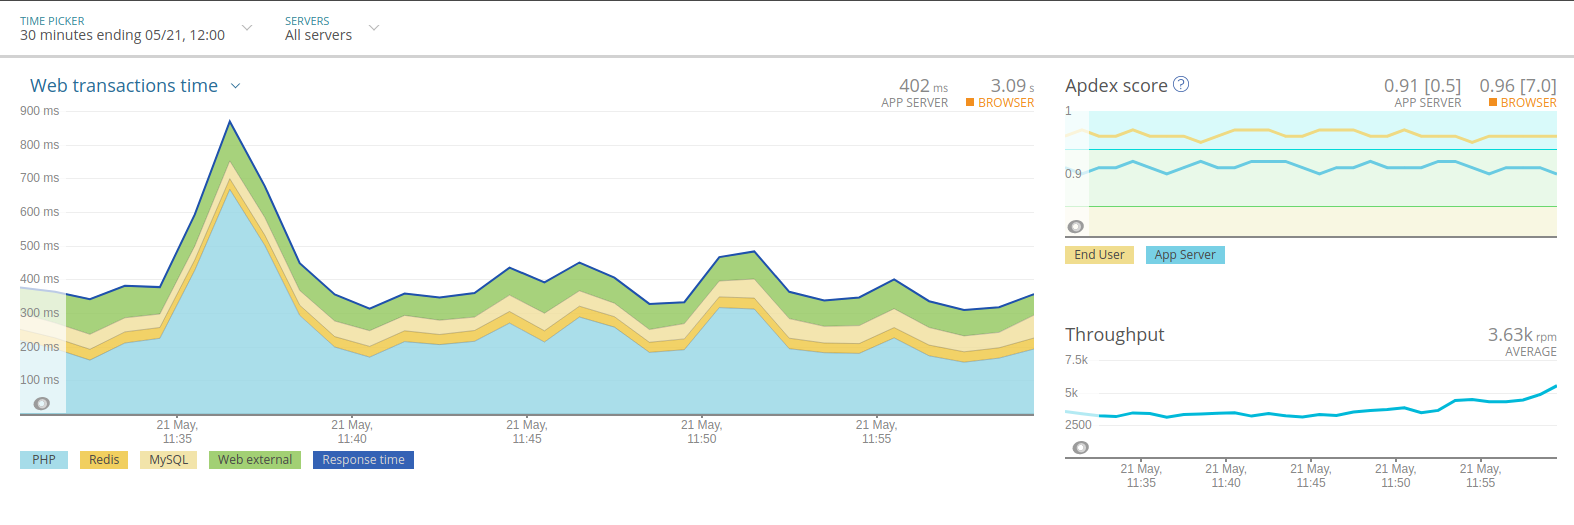 TIME PICKER
30 minutes ending 05/21, 12:00
SERVERS
All servers
Web transactions time
402 ms
APP SERVER
3.09 s
BROWSER
900 ms
800 ms
700 ms
600 ms
500 ms
400 ms
300 ms
200 ms
100 ms
21 May,
11:35
21 May,
11:40
21 May,
11:45
21 May,
11:50
21 May,
11:55
PHP
Redis
MySQL
Web external
Response time
Apdex score ?
0.91 [0.5]
APP SERVER
0.96 [7.0]
BROWSER
1
0.9
End User
App Server
Throughput
3.63k rpm
AVERAGE
7.5k
5k
2500
21 May,
11:35
21 May,
11:40
21 May,
11:45
21 May,
11:50
21 May,
11:55